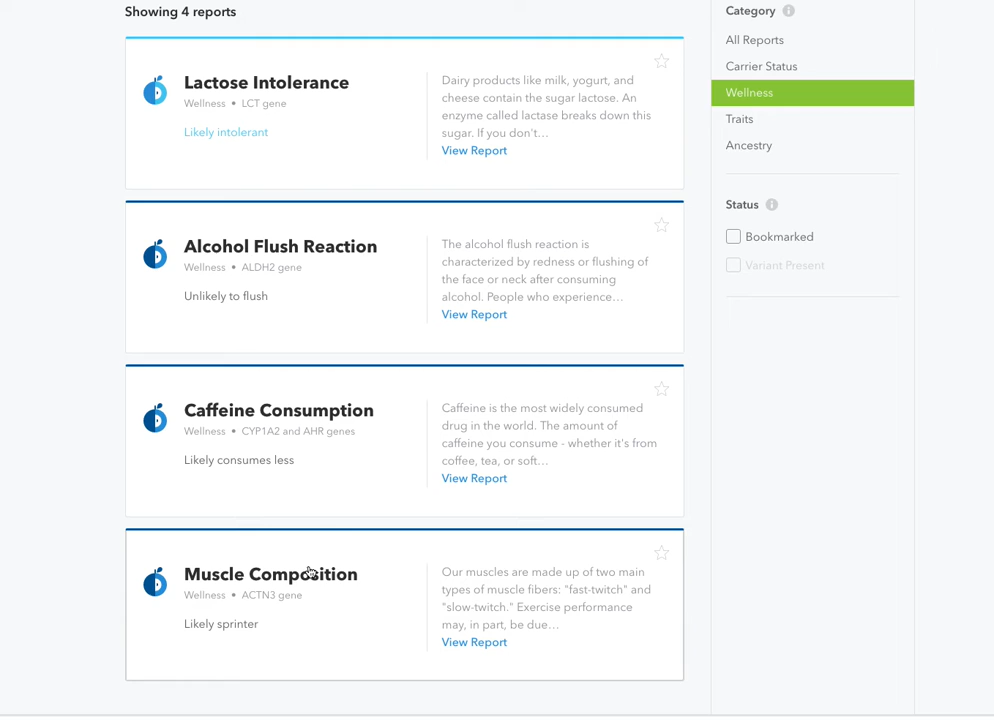 Showing 4 reports
Lactose Intolerance
Wellness • LCT gene
Likely intolerant
Dairy products like milk, yogurt, and
cheese contain the sugar lactose. An
enzyme called lactase breaks down this
sugar. If you don't...
View Report
Alcohol Flush Reaction
Wellness • ALDH2 gene
Unlikely to flush
The alcohol flush reaction is
characterized by redness or flushing of
the face or neck after consuming
alcohol. People who experience...
View Report
Caffeine Consumption
Wellness • CYP1A2 and AHR genes
Likely consumes less
Caffeine is the most widely consumed
drug in the world. The amount of
caffeine you consume - whether it's from
coffee, tea, or soft...
View Report
Muscle Composition
Wellness • ACTN3 gene
Likely sprinter
Our muscles are made up of two main
types of muscle fibers: "fast-twitch" and
"slow-twitch." Exercise performance
may, in part, be due...
View Report
Category
All Reports
Carrier Status
Wellness
Traits
Ancestry
Status
Bookmarked
Variant Present